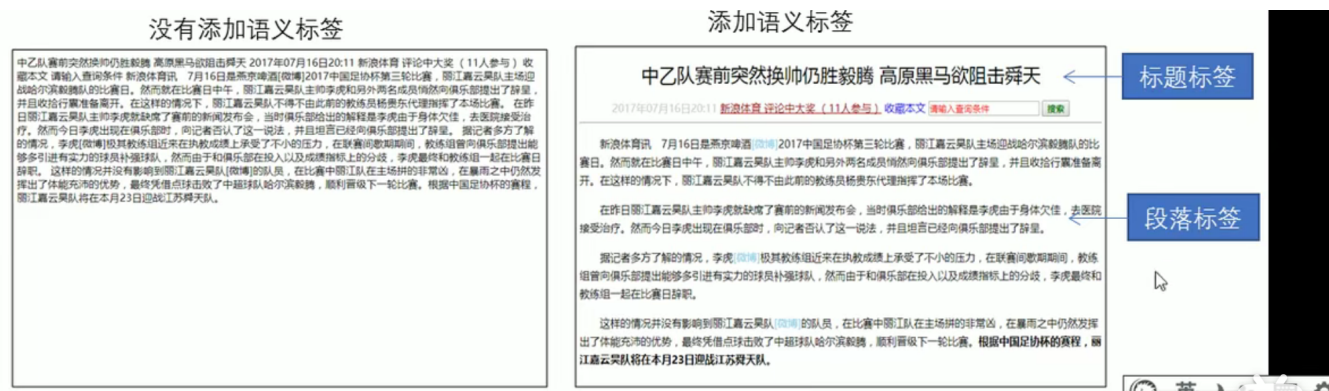 没有添加语义标签
中乙队赛前突然换帅仍胜毅腾 高原黑马欲阻击舜天 2017年07月16日20:11 新浪体育 评论中大奖(11人参与) 收
藏本文 请输入查询条件 新浪体育讯 7月16日是燕京啤酒[微博]2017中国足协杯第三轮比赛，丽江嘉云昊队主场迎
战哈尔滨毅腾队的比赛日。然而就在比赛日中午，丽江嘉云昊队主帅李虎和另外两名成员悄然向俱乐部提出了辞呈，
并且收拾行囊准备离开。在这样的情况下，丽江嘉云昊队不得不由此前的教练员杨贵东代理指挥了本场比赛。 在昨
日丽江嘉云昊队主帅李虎就缺席了赛前的新闻发布会，当时俱乐部给出的解释是李虎由于身体欠佳，去医院接受治
疗。然而今日李虎出现在俱乐部时，向记者否认了这一说法，并且坦言已经向俱乐部提出了辞呈。 据记者多方了解
的情况，李虎[微博]极其教练组近来在执教成绩上承受了不小的压力，在联赛间歇期期间，教练组曾向俱乐部提出能
够多引进有实力的球员补强球队，然而由于和俱乐部在投入以及成绩指标上的分歧，李虎最终和教练组一起在比赛日
辞职。 这样的情况并没有影响到丽江嘉云昊队[微博]的队员，在比赛中丽江队在主场拼的非常凶，在暴雨之中仍然发
挥出了体能充沛的优势，最终凭借点球击败了中超球队哈尔滨毅腾，顺利晋级下一轮比赛。根据中国足协杯的赛程，
丽江嘉云昊队将在本月23日迎战江苏舜天队。
添加语义标签
中乙队赛前突然换帅仍胜毅腾 高原黑马欲阻击舜天
2017年07月16日20:11 新浪体育 评论中大奖(11人参与) 收藏本文 请输入查询条件 搜索
新浪体育讯 7月16日是燕京啤酒[微博]2017中国足协杯第三轮比赛，丽江嘉云昊队主场迎战哈尔滨毅腾队的比
赛日。然而就在比赛日中午，丽江嘉云昊队主帅李虎和另外两名成员悄然向俱乐部提出了辞呈，并且收拾行囊准备离
开。在这样的情况下，丽江嘉云昊队不得不由此前的教练员杨贵东代理指挥了本场比赛。
在昨日丽江嘉云昊队主帅李虎就缺席了赛前的新闻发布会，当时俱乐部给出的解释是李虎由于身体欠佳，去医院
接受治疗。然而今日李虎出现在俱乐部时，向记者否认了这一说法，并且坦言已经向俱乐部提出了辞呈。
据记者多方了解的情况，李虎[微博]极其教练组近来在执教成绩上承受了不小的压力，在联赛间歇期期间，教练
组曾向俱乐部提出能够多引进有实力的球员补强球队，然而由于和俱乐部在投入以及成绩指标上的分歧，李虎最终和
教练组一起在比赛日辞职。
这样的情况并没有影响到丽江嘉云昊队[微博]的队员，在比赛中丽江队在主场拼的非常凶，在暴雨之中仍然发挥
出了体能充沛的优势，最终凭借点球击败了中超球队哈尔滨毅腾，顺利晋级下一轮比赛。根据中国足协杯的赛程，丽
江嘉云昊队将在本月23日迎战江苏舜天队。
标题标签
段落标签
英